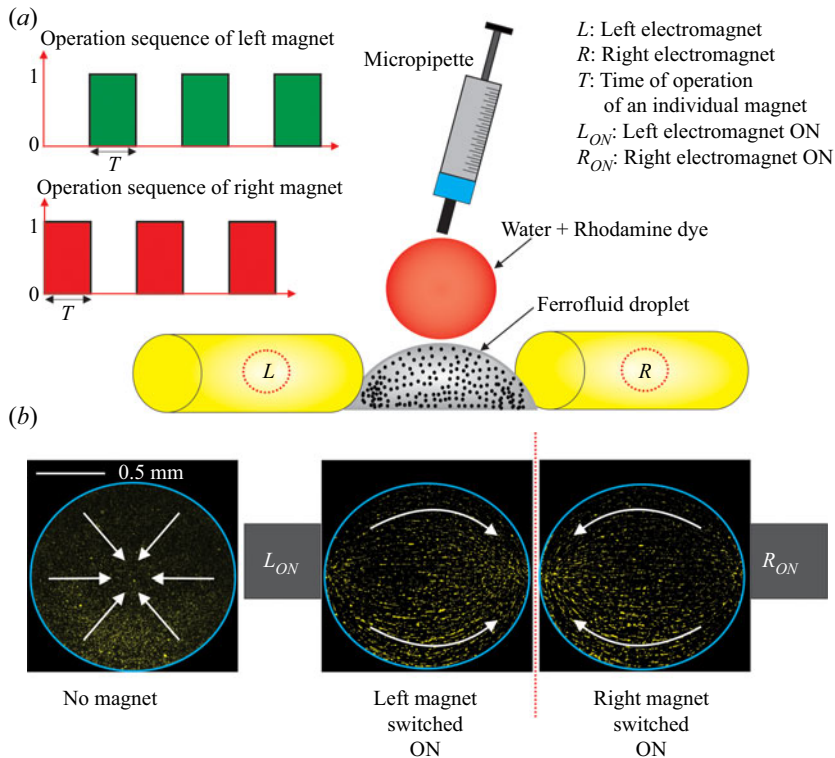 (a)
Operation sequence of left magnet
1
0
T
Operation sequence of right magnet
1
0
T
Micropipette
L: Left electromagnet
R: Right electromagnet
T: Time of operation
of an individual magnet
L_ON: Left electromagnet ON
R_ON: Right electromagnet ON
Water + Rhodamine dye
Ferrofluid droplet
L
R
(b)
0.5 mm
L_ON
R_ON
No magnet
Left magnet
switched
ON
Right magnet
switched
ON